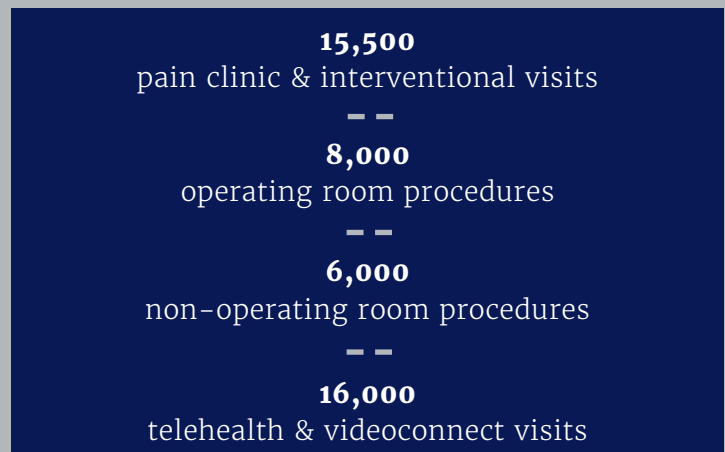 15,500
pain clinic & interventional visits
8,000
operating room procedures
6,000
non-operating room procedures
16,000
telehealth & videoconnect visits